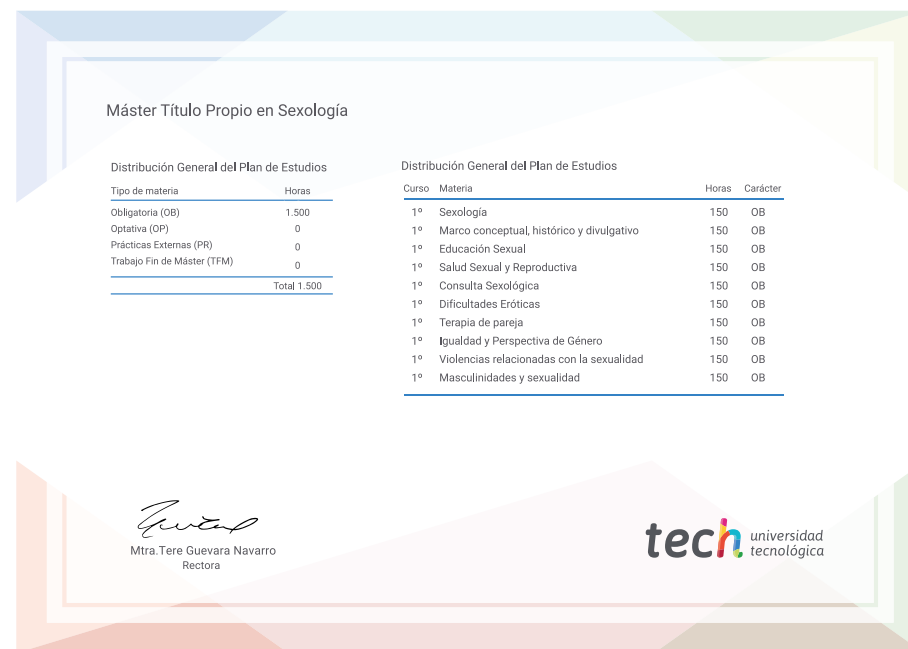 Máster Título Propio en Sexología
Distribución General del Plan de Estudios
Tipo de materia Horas
Obligatoria (OB) 1.500
Optativa (OP) 0
Prácticas Externas (PR) 0
Trabajo Fin de Máster (TFM) 0
Total 1.500
Distribución General del Plan de Estudios
Curso Materia Horas Carácter
1º Sexología 150 OB
1º Marco conceptual, histórico y divulgativo 150 OB
1º Educación Sexual 150 OB
1º Salud Sexual y Reproductiva 150 OB
1º Consulta Sexológica 150 OB
1º Dificultades Eróticas 150 OB
1º Terapia de pareja 150 OB
1º Igualdad y Perspectiva de Género 150 OB
1º Violencias relacionadas con la sexualidad 150 OB
1º Masculinidades y sexualidad 150 OB
Mtra.Tere Guevara Navarro
Rectora
tech universidad
tecnológica